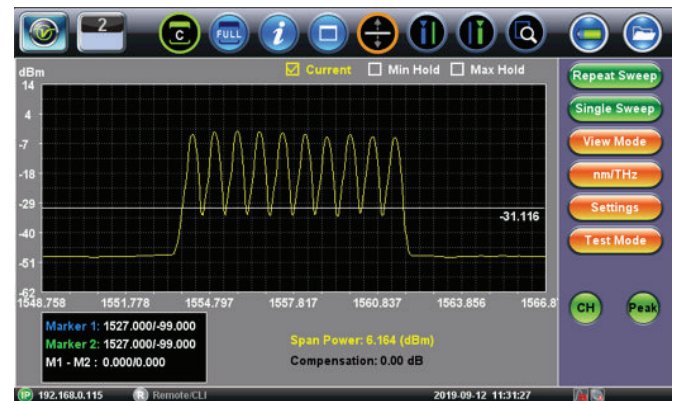 2
C
FULL
dBm
Current Min Hold Max Hold
14
4
-7
-18
-29
-31.116
-40
-51
-62
1548.758 1551.778 1554.797 1557.817 1560.837 1563.856 1566.8
Marker 1: 1527.000/-99.000
Marker 2: 1527.000/-99.000
M1 - M2 : 0.000/0.000
Span Power: 6.164 (dBm)
Compensation: 0.00 dB
Repeat Sweep
Single Sweep
View Mode
nm/THz
Settings
Test Mode
CH Peak
IP 192.168.0.115 R Remote/CLI 2019-09-12 11:31:27